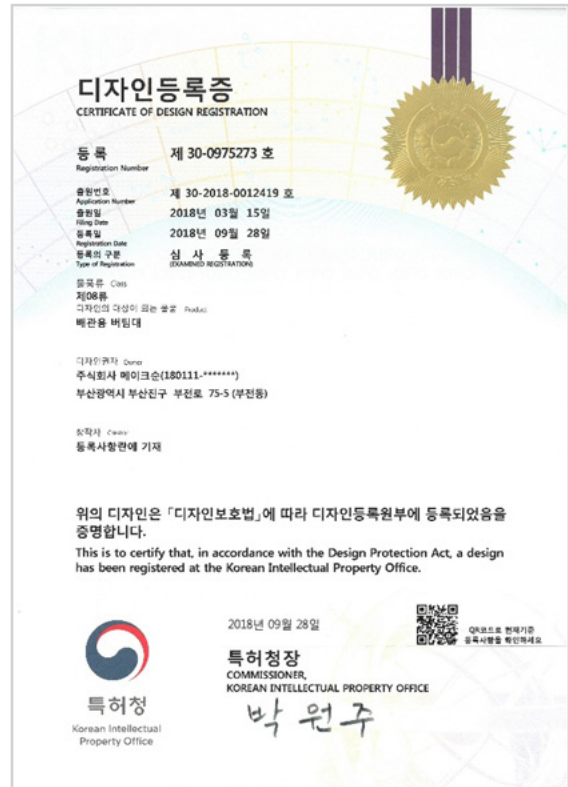 디자인등록증
CERTIFICATE OF DESIGN REGISTRATION
등 록 제 30-0975273 호
Registration Number
출원번호 제 30-2018-0012419 호
Application Number
출원일 2018년 03월 15일
Filing Date
등록일 2018년 09월 28일
Registration Date
등록의 구분 심 사 등 록
Type of Registration (EXAMINED REGISTRATION)
물품류 Class
제08류
디자인의 대상이 되는 물품 Product
배관용 버팀대
디자인권자 Owner
주식회사 메이크순(180111-*******)
부산광역시 부산진구 부전로 75-5 (부전동)
창작자 Creator
등록사항란에 기재
위의 디자인은 「디자인보호법」에 따라 디자인등록원부에 등록되었음을
증명합니다.
This is to certify that, in accordance with the Design Protection Act, a design
has been registered at the Korean Intellectual Property Office.
2018년 09월 28일
QR코드로 현재기준
등록사항을 확인하세요
특허청장
COMMISSIONER,
KOREAN INTELLECTUAL PROPERTY OFFICE
박원주
특허청
Korean Intellectual
Property Office